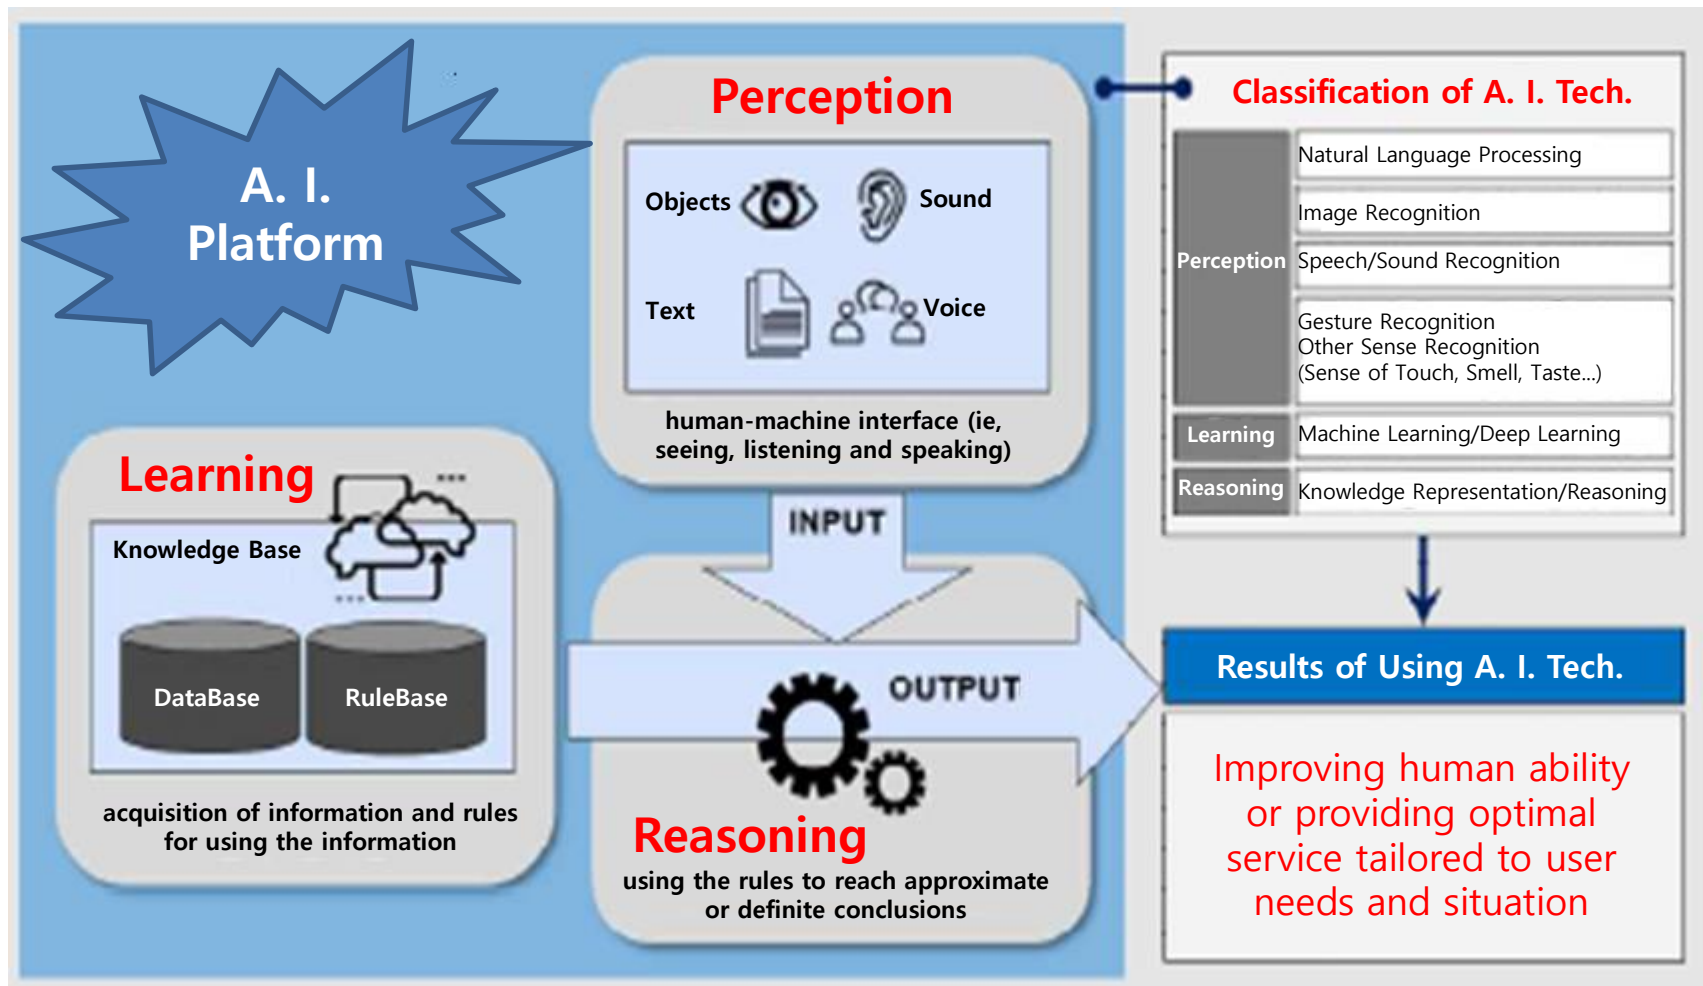 A. I.
Platform
Perception
Objects
Sound
Text
Voice
human-machine interface (ie,
seeing, listening and speaking)
Learning
Knowledge Base
DataBase
RuleBase
acquisition of information and rules
for using the information
INPUT
OUTPUT
Reasoning
using the rules to reach approximate
or definite conclusions
Classification of A. I. Tech.
Perception
Natural Language Processing
Image Recognition
Speech/Sound Recognition
Gesture Recognition
Other Sense Recognition
(Sense of Touch, Smell, Taste...)
Learning
Machine Learning/Deep Learning
Reasoning
Knowledge Representation/Reasoning
Results of Using A. I. Tech.
Improving human ability
or providing optimal
service tailored to user
needs and situation